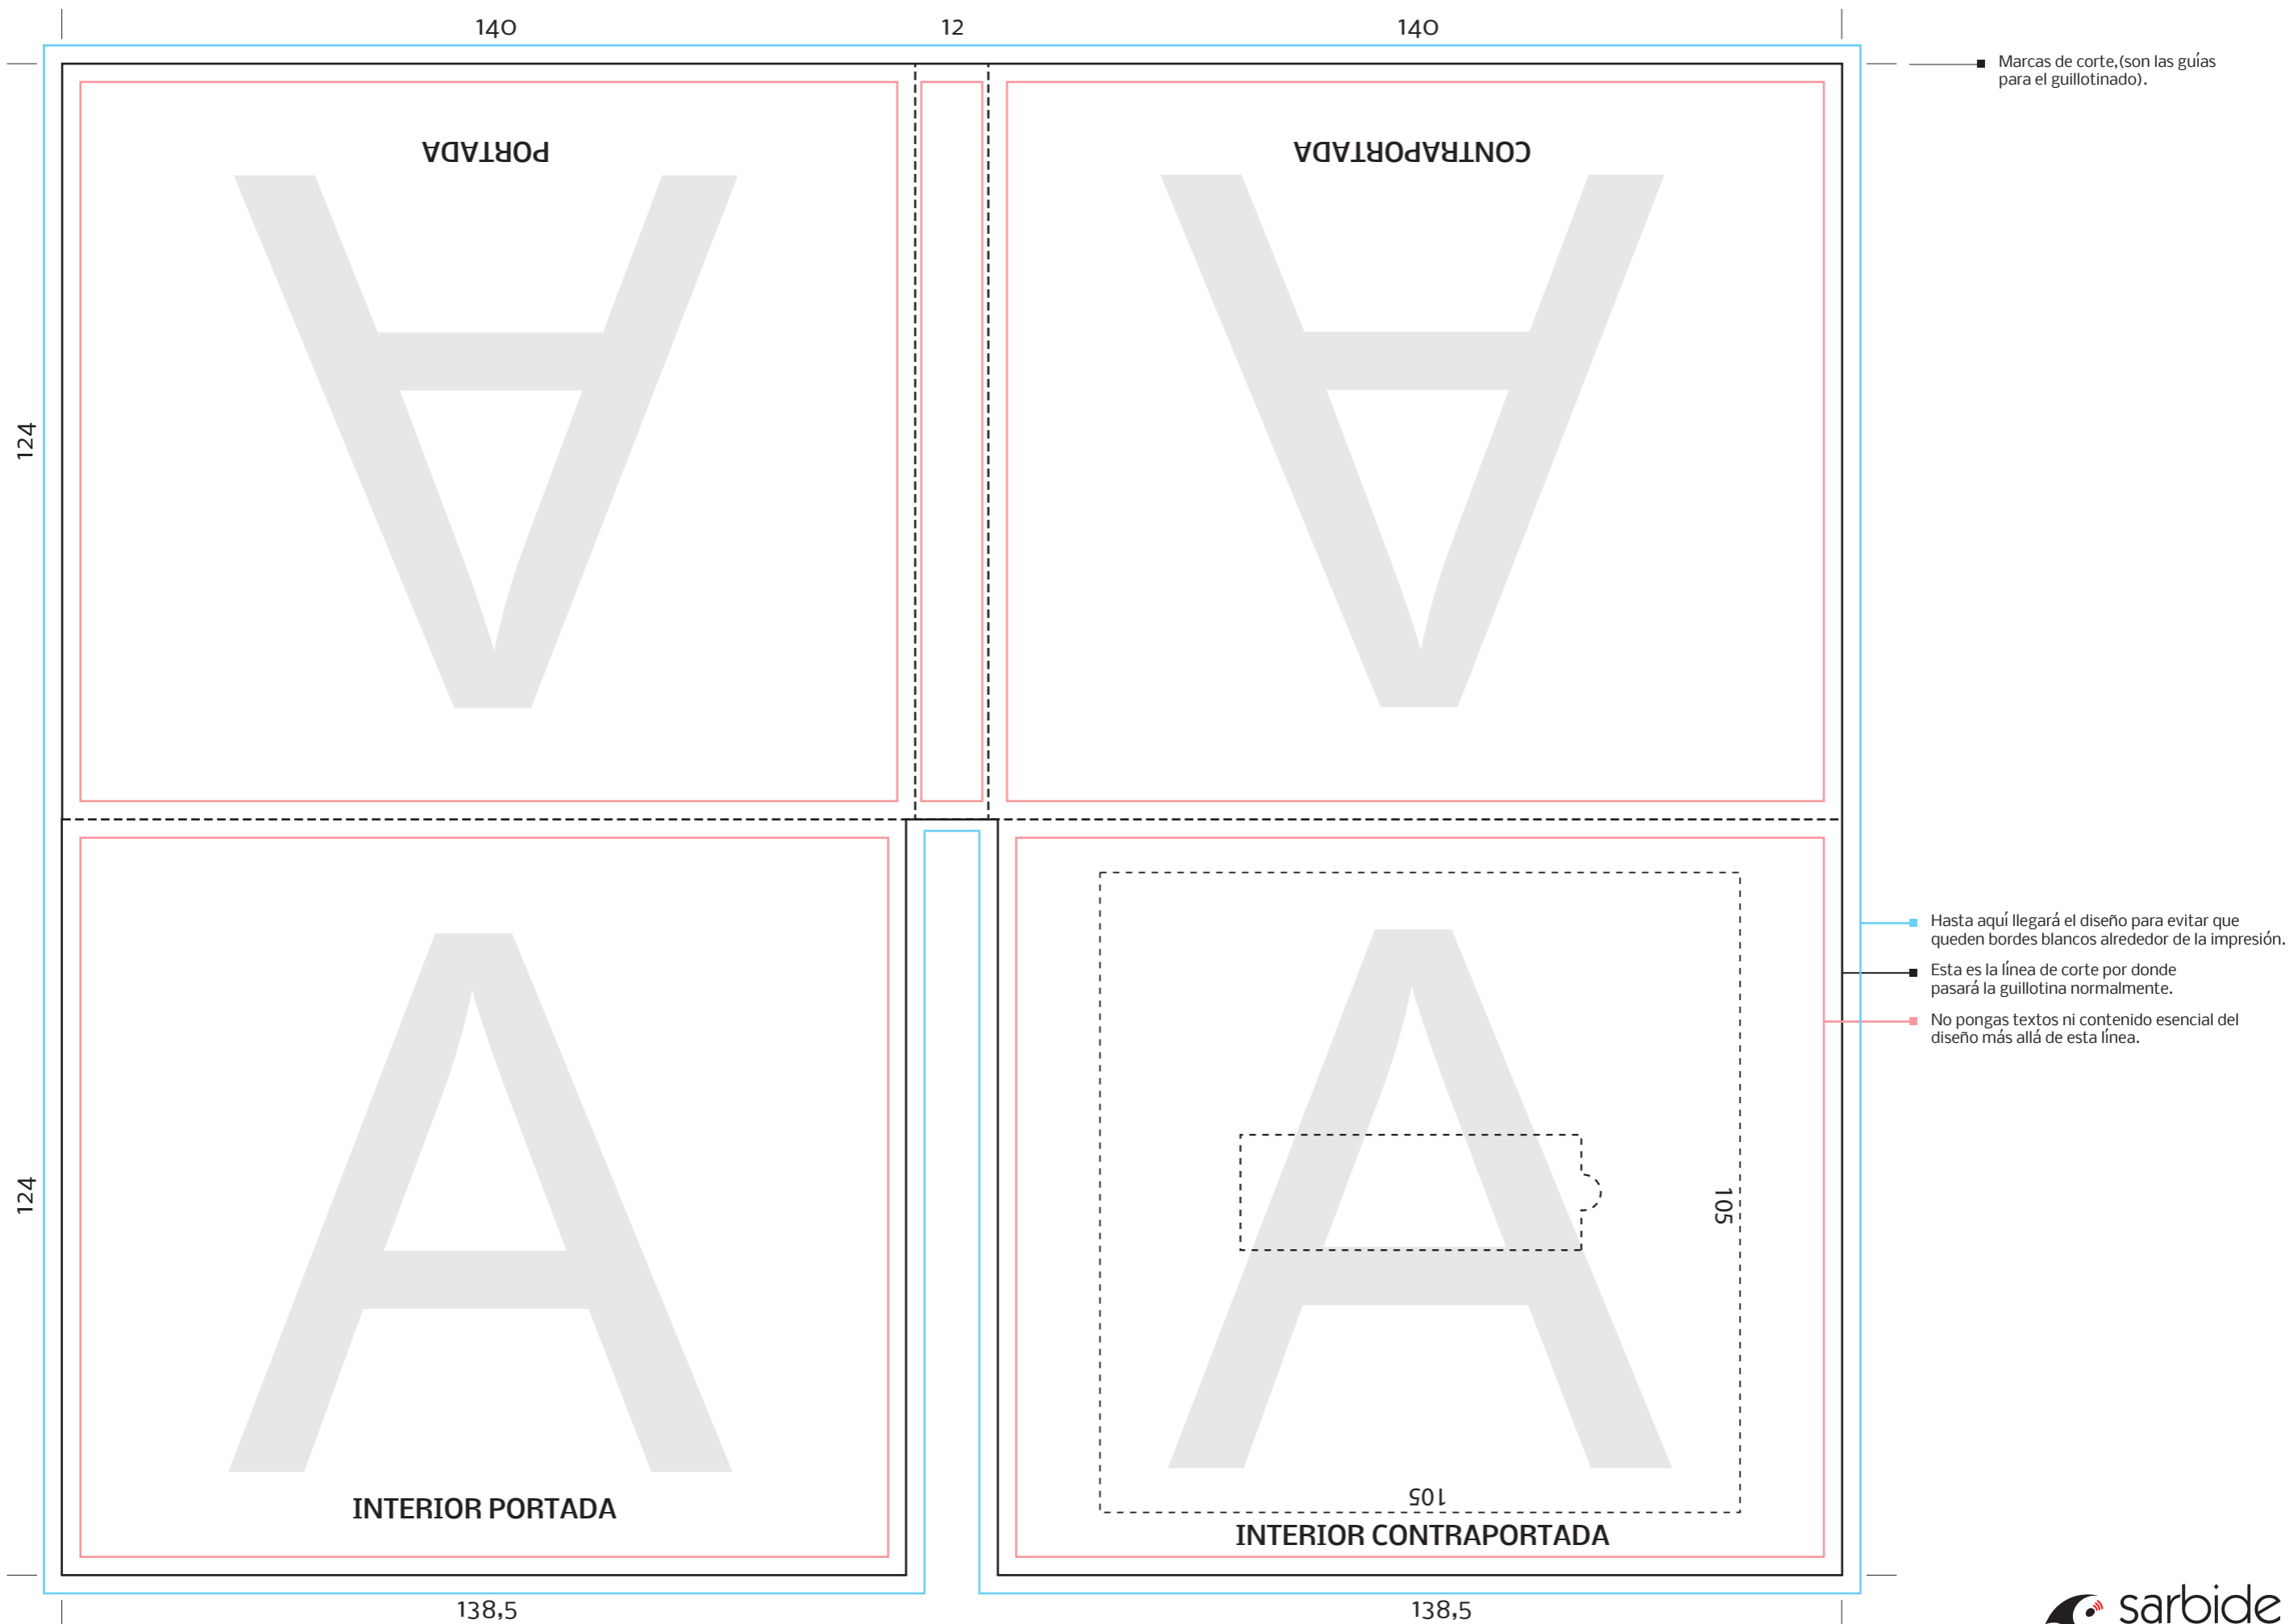 140
12
140
Marcas de corte,(son las guías
para el guillotinado).
PORTADA
CONTRAPORTADA
A
A
124
A
A
Hasta aquí llegará el diseño para evitar que
queden bordes blancos alrededor de la impresión.
Esta es la línea de corte por donde
pasará la guillotina normalmente.
No pongas textos ni contenido esencial del
diseño más allá de esta línea.
124
105
105
INTERIOR PORTADA
INTERIOR CONTRAPORTADA
138,5
138,5
sarbide